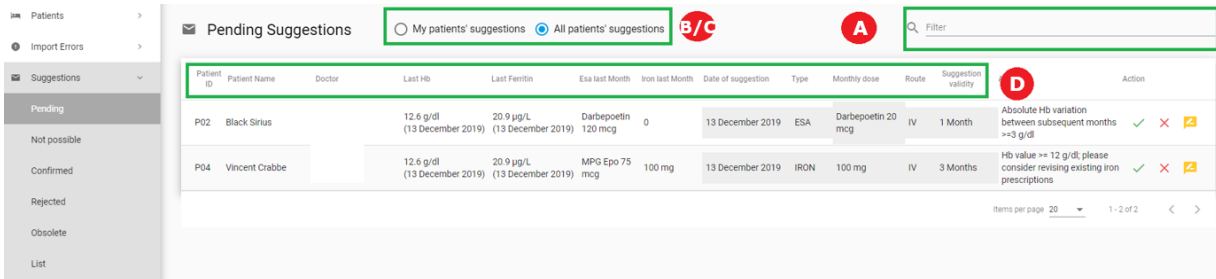 Patients
Import Errors
Suggestions
Pending
Not possible
Confirmed
Rejected
Obsolete
List
Pending Suggestions
My patients' suggestions All patients' suggestions
B/C
A
Filter
Patient ID Patient Name Doctor Last Hb Last Ferritin Esa last Month Iron last Month Date of suggestion Type Monthly dose Route Suggestion validity D Action
P02 Black Sirius 12.6 g/dl (13 December 2019) 20.9 µg/L (13 December 2019) Darbepoetin 120 mcg 0 13 December 2019 ESA Darbepoetin 20 mcg IV 1 Month Absolute Hb variation between subsequent months >=3 g/dl
P04 Vincent Crabbe 12.6 g/dl (13 December 2019) 20.9 µg/L (13 December 2019) MPG Epo 75 mcg 100 mg 13 December 2019 IRON 100 mg IV 3 Months Hb value >= 12 g/dl; please consider revising existing iron prescriptions
Items per page 20 1 - 2 of 2